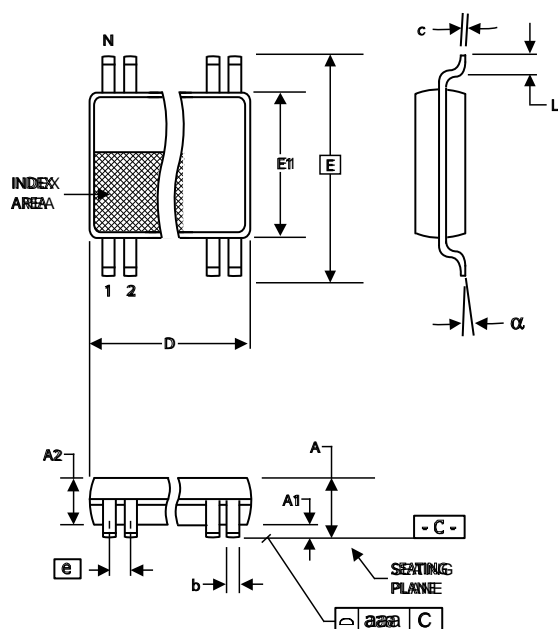 N
c
L
E1
E
INDEX
AREA
1 2
α
D
A2
A
A1
- C -
e
b
SEATING
PLANE
aaa C